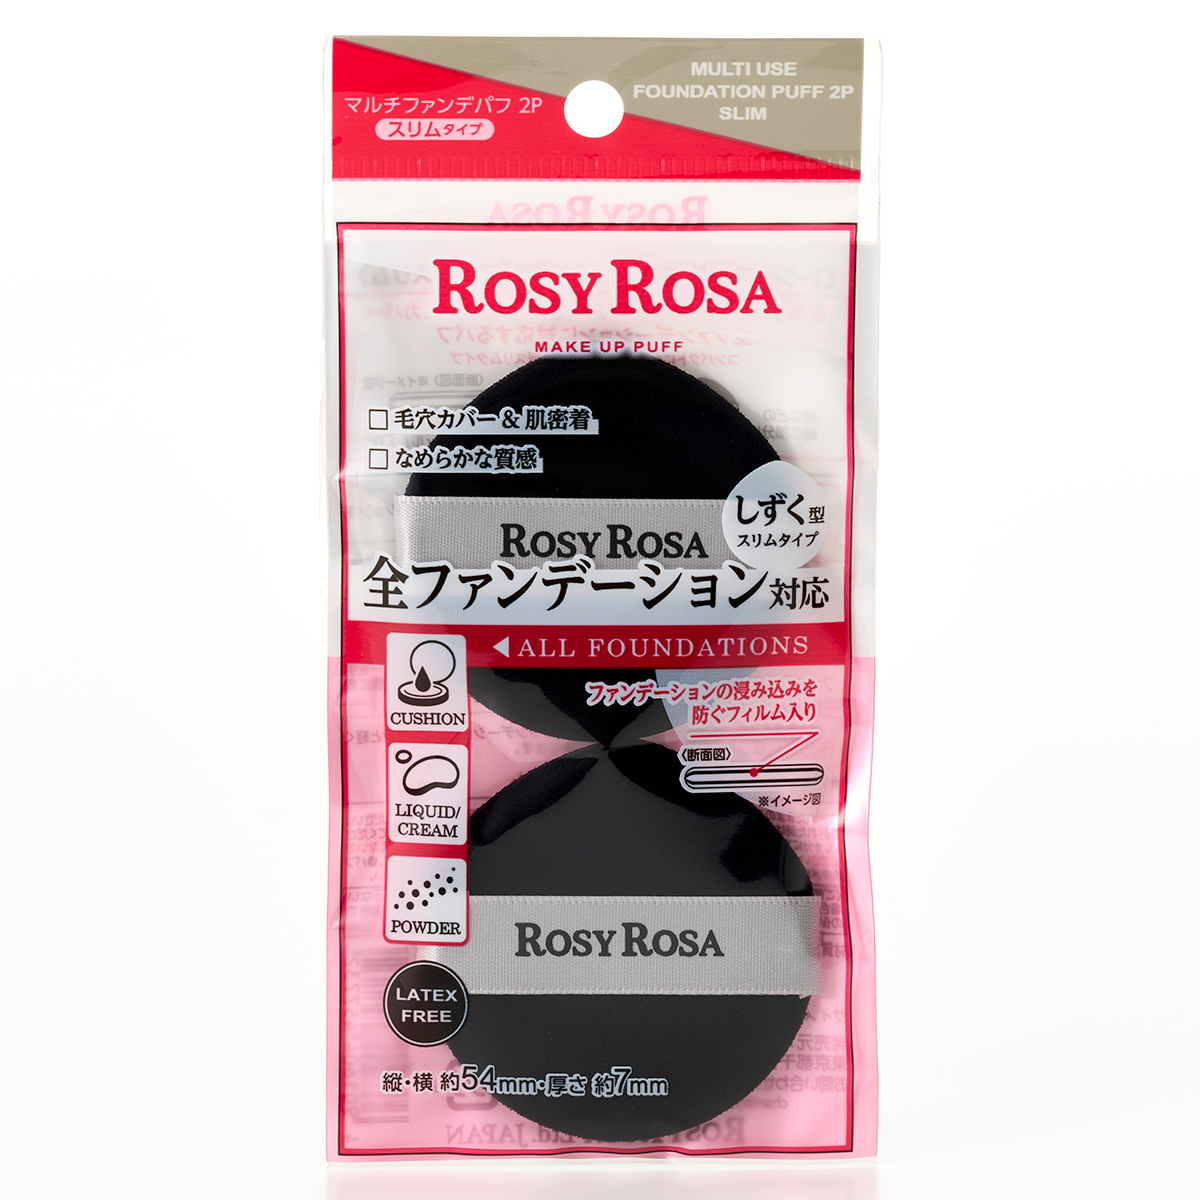 マルチファンデパフ 2P
スリムタイプ
MULTI USE
FOUNDATION PUFF 2P
SLIM
ROSY ROSA
MAKE UP PUFF
□ 毛穴カバー & 肌密着
□ なめらかな質感
しずく型
スリムタイプ
ROSY ROSA
全ファンデーション対応
◀ ALL FOUNDATIONS
CUSHION
ファンデーションの浸み込みを
防ぐフィルム入り
〈断面図〉
※イメージ図
LIQUID/
CREAM
POWDER
ROSY ROSA
LATEX
FREE
縦・横 約54mm・厚さ 約7mm